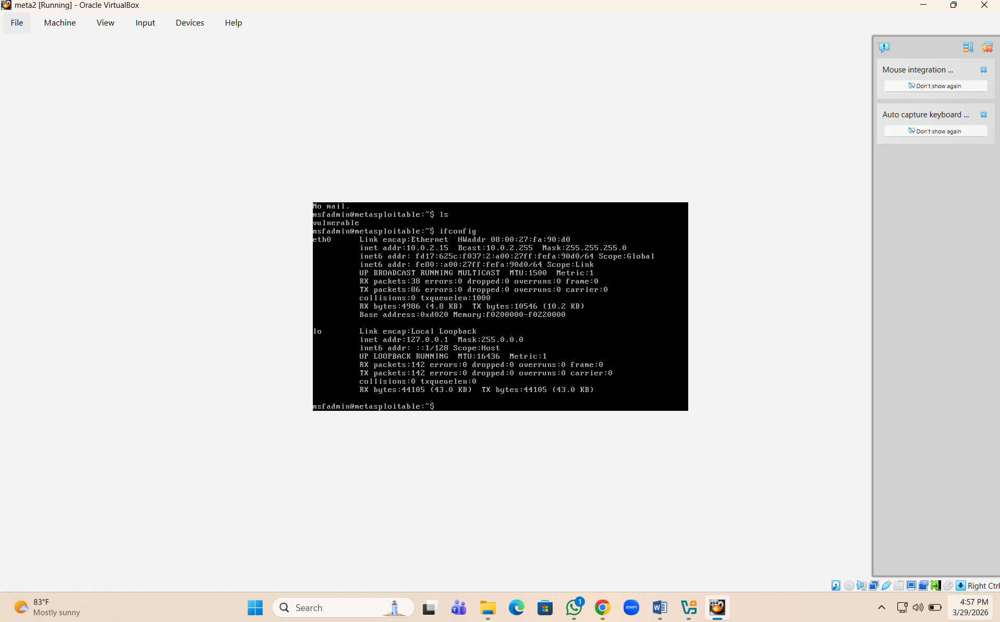 meta2 [Running] - Oracle VirtualBox
File Machine View Input Devices Help
Mouse integration ...
Don't show again
Auto capture keyboard ...
Don't show again
No mail.
msfadmin@metasploitable:~$ ls
vulnerable
msfadmin@metasploitable:~$ ifconfig
eth0 Link encap:Ethernet HWaddr 08:00:27:fa:90:d0
inet addr:10.0.2.15 Bcast:10.0.2.255 Mask:255.255.255.0
inet6 addr: fd17:625c:f037:2:a00:27ff:fefa:90d0/64 Scope:Global
inet6 addr: fe80::a00:27ff:fefa:90d0/64 Scope:Link
UP BROADCAST RUNNING MULTICAST MTU:1500 Metric:1
RX packets:38 errors:0 dropped:0 overruns:0 frame:0
TX packets:86 errors:0 dropped:0 overruns:0 carrier:0
collisions:0 txqueuelen:1000
RX bytes:4986 (4.8 KB) TX bytes:10546 (10.2 KB)
Base address:0xd020 Memory:f0200000-f0220000
lo Link encap:Local Loopback
inet addr:127.0.0.1 Mask:255.0.0.0
inet6 addr: ::1/128 Scope:Host
UP LOOPBACK RUNNING MTU:16436 Metric:1
RX packets:142 errors:0 dropped:0 overruns:0 frame:0
TX packets:142 errors:0 dropped:0 overruns:0 carrier:0
collisions:0 txqueuelen:0
RX bytes:44105 (43.0 KB) TX bytes:44105 (43.0 KB)
msfadmin@metasploitable:~$
Right Ctrl
83°F
Mostly sunny
Search
1
zoom
x64
4:57 PM
3/29/2026